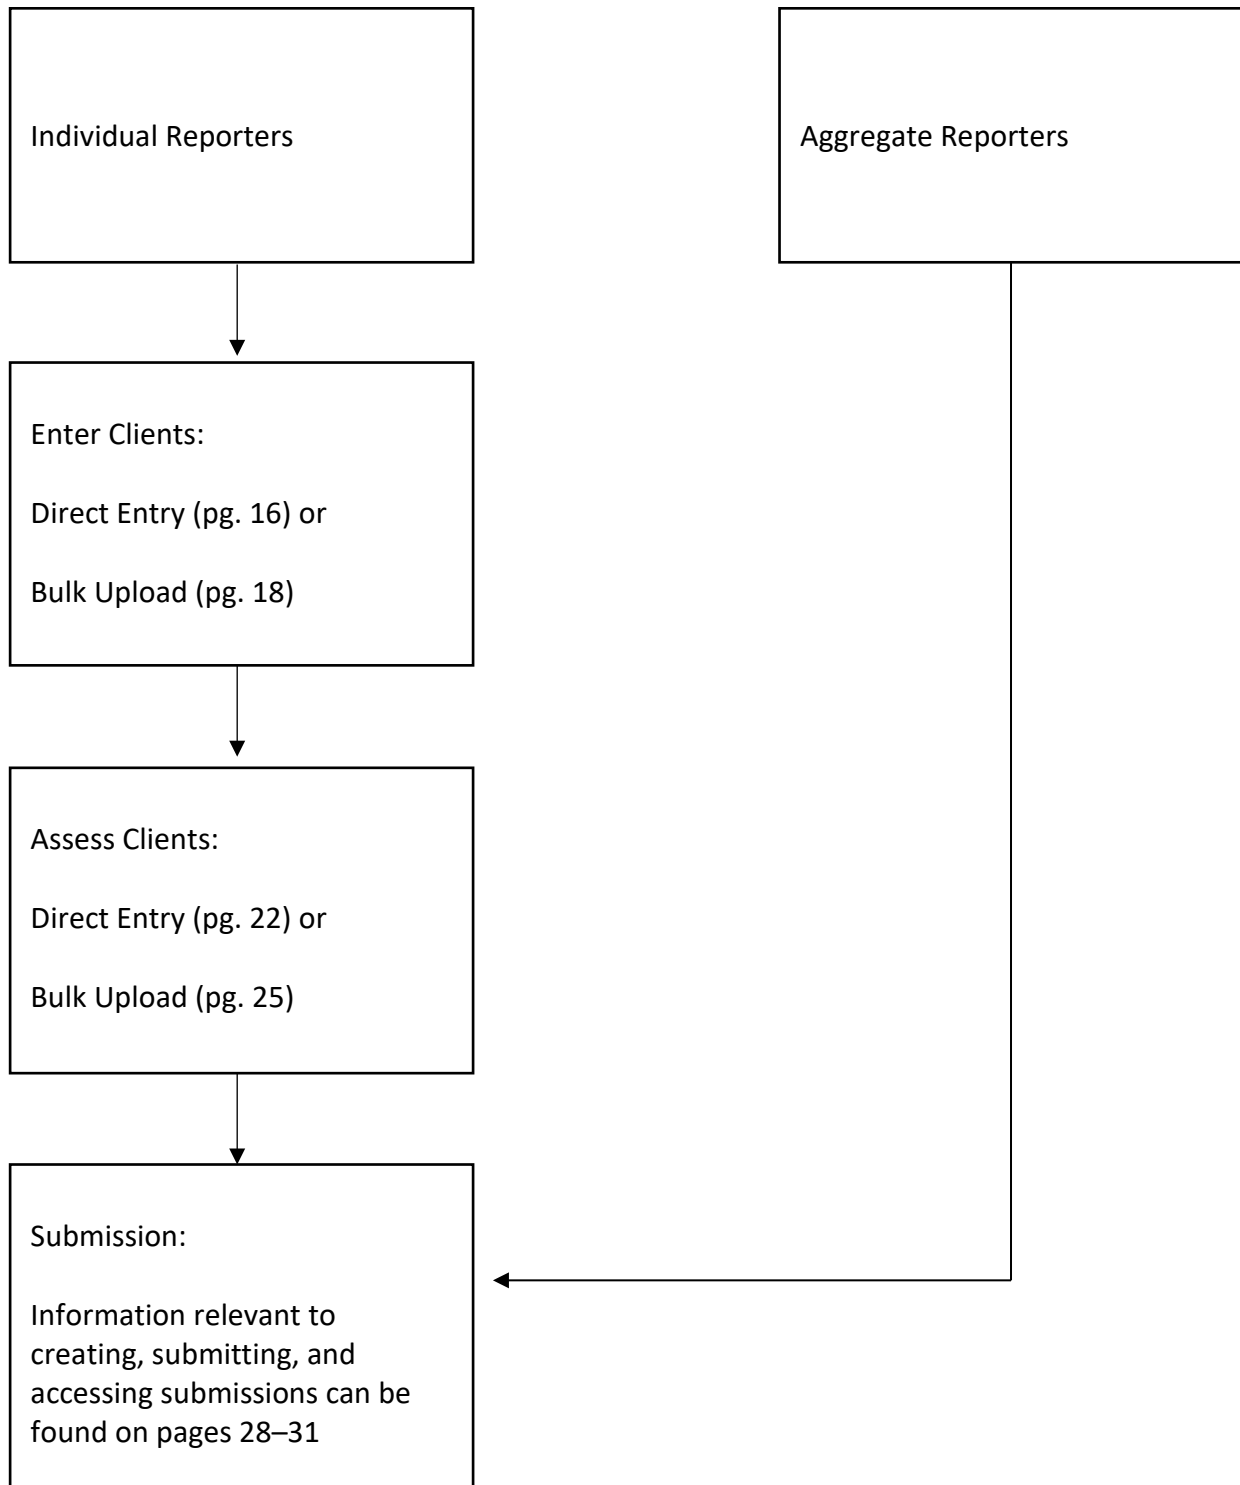 Individual Reporters
Aggregate Reporters
Enter Clients:
Direct Entry (pg. 16) or
Bulk Upload (pg. 18)
Assess Clients:
Direct Entry (pg. 22) or
Bulk Upload (pg. 25)
Submission:
Information relevant to
creating, submitting, and
accessing submissions can be
found on pages 28–31